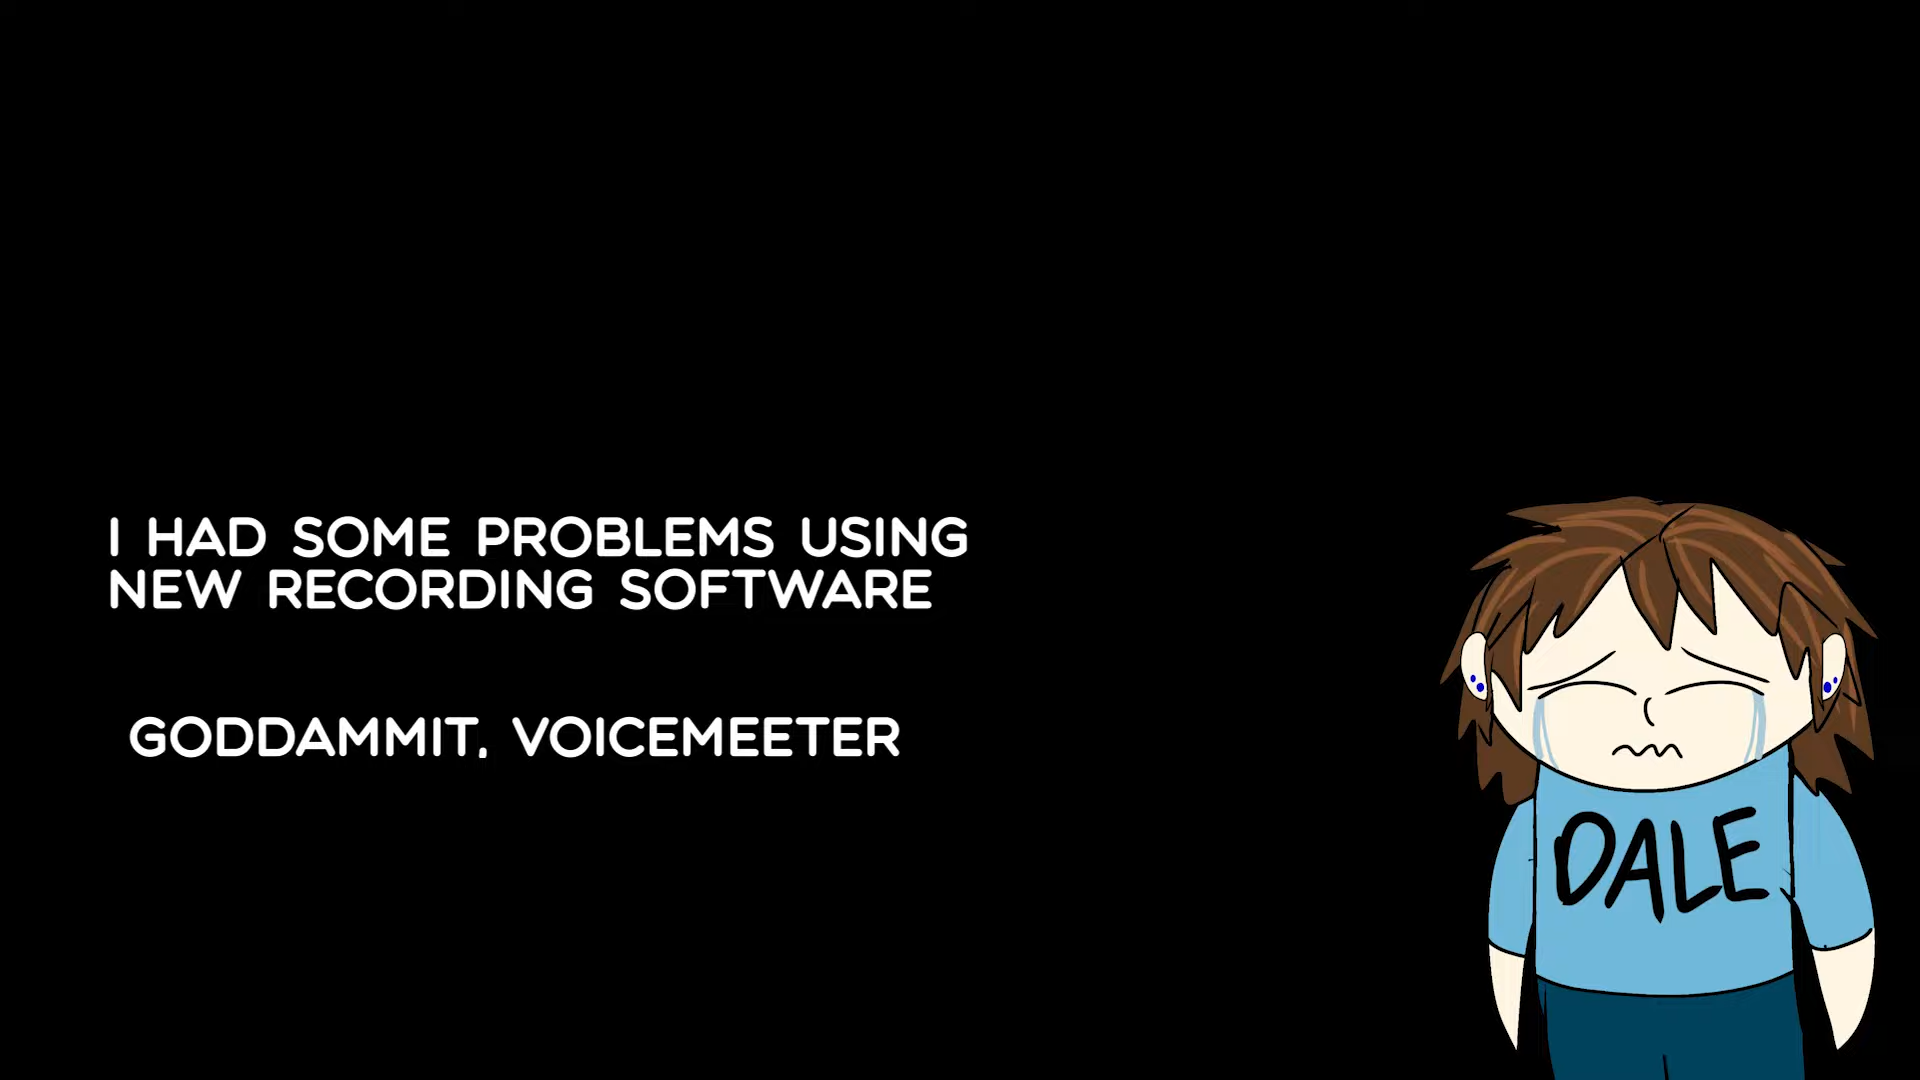 I HAD SOME PROBLEMS USING
NEW RECORDING SOFTWARE
GODDAMMIT, VOICEMEETER
DALE